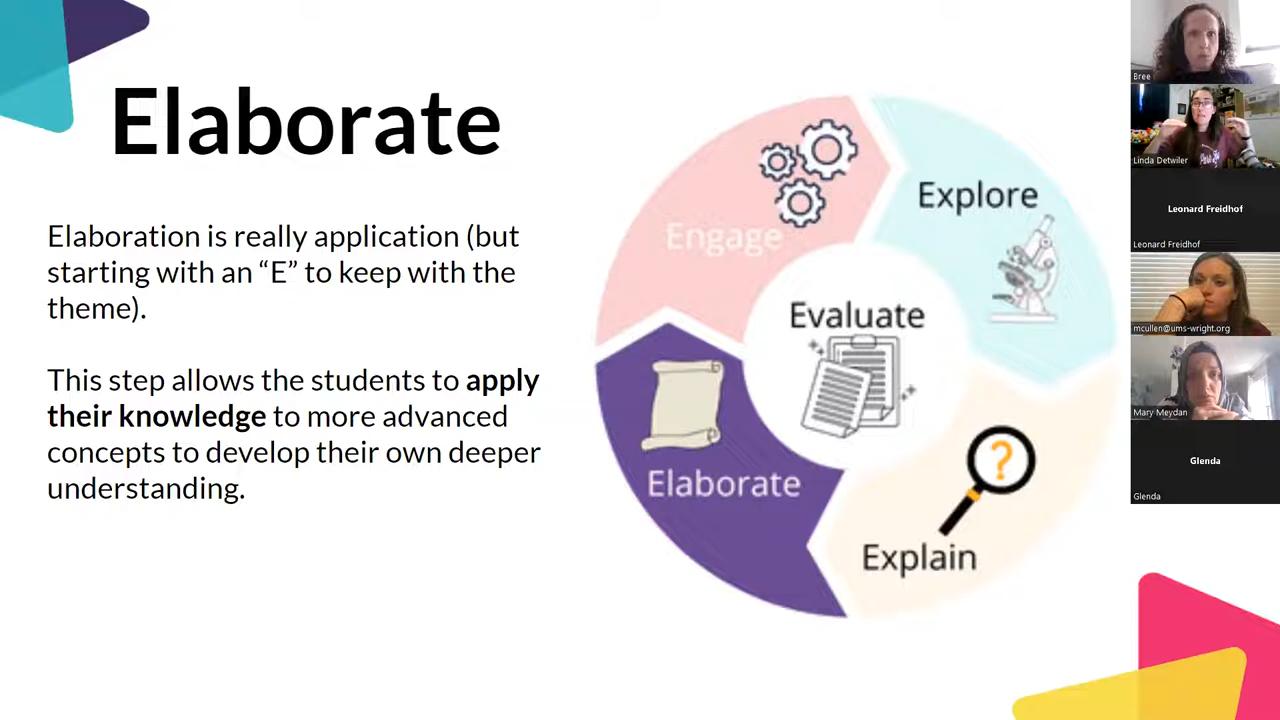 Elaborate
Elaboration is really application (but
starting with an “E” to keep with the
theme).
This step allows the students to apply
their knowledge to more advanced
concepts to develop their own deeper
understanding.
Engage
Explore
Evaluate
Elaborate
?
Explain
Bree
Linda Detwiler
Leonard Freidhof
Leonard Freidhof
mcullen@ums-wright.org
Mary Meydan
Glenda
Glenda